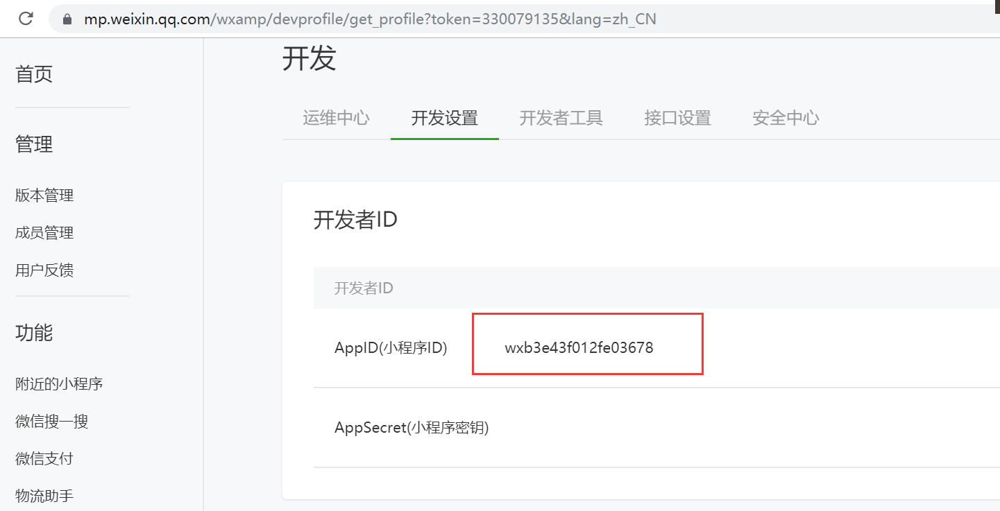 mp.weixin.qq.com/wxamp/devprofile/get_profile?token=330079135&lang=zh_CN
首页
管理
版本管理
成员管理
用户反馈
功能
附近的小程序
微信搜一搜
微信支付
物流助手
开发
运维中心 开发设置 开发者工具 接口设置 安全中心
开发者ID
开发者ID
AppID(小程序ID) wxb3e43f012fe03678
AppSecret(小程序密钥)